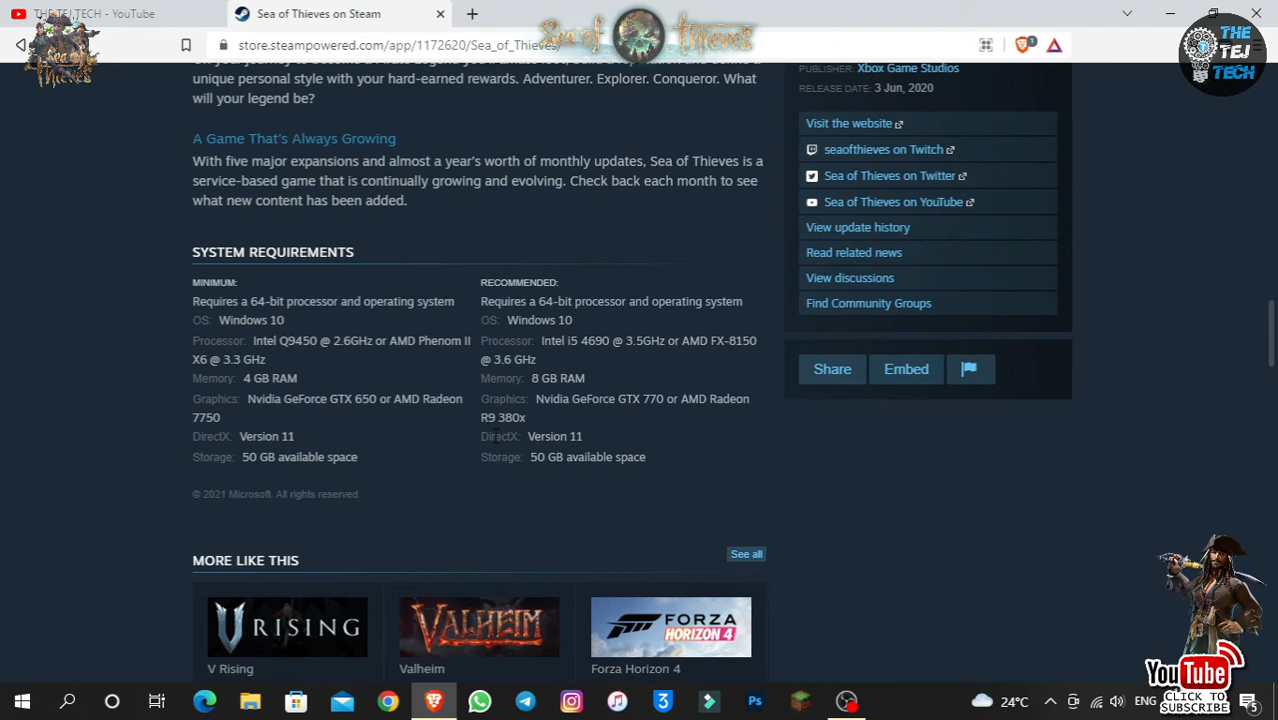 THE TEJ TECH - YouTube
Sea of Thieves on Steam
store.steampowered.com/app/1172620/Sea_of_Thieves/
Sea of Thieves
THE
TEJ
TECH
unique personal style with your hard-earned rewards. Adventurer. Explorer. Conqueror. What
will your legend be?
A Game That's Always Growing
With five major expansions and almost a year's worth of monthly updates, Sea of Thieves is a
service-based game that is continually growing and evolving. Check back each month to see
what new content has been added.
SYSTEM REQUIREMENTS
MINIMUM:
Requires a 64-bit processor and operating system
OS: Windows 10
Processor: Intel Q9450 @ 2.6GHz or AMD Phenom II
X6 @ 3.3 GHz
Memory: 4 GB RAM
Graphics: Nvidia GeForce GTX 650 or AMD Radeon
7750
DirectX: Version 11
Storage: 50 GB available space
RECOMMENDED:
Requires a 64-bit processor and operating system
OS: Windows 10
Processor: Intel i5 4690 @ 3.5GHz or AMD FX-8150
@ 3.6 GHz
Memory: 8 GB RAM
Graphics: Nvidia GeForce GTX 770 or AMD Radeon
R9 380x
DirectX: Version 11
Storage: 50 GB available space
© 2021 Microsoft. All rights reserved.
MORE LIKE THIS
See all
V RISING
VALHEIM
FORZA
HORIZON 4
V Rising
Valheim
Forza Horizon 4
PUBLISHER: Xbox Game Studios
RELEASE DATE: 3 Jun, 2020
Visit the website
seaofthieves on Twitch
Sea of Thieves on Twitter
Sea of Thieves on YouTube
View update history
Read related news
View discussions
Find Community Groups
Share
Embed
YouTube
CLICK TO
SUBSCRIBE
24°C
ENG
5